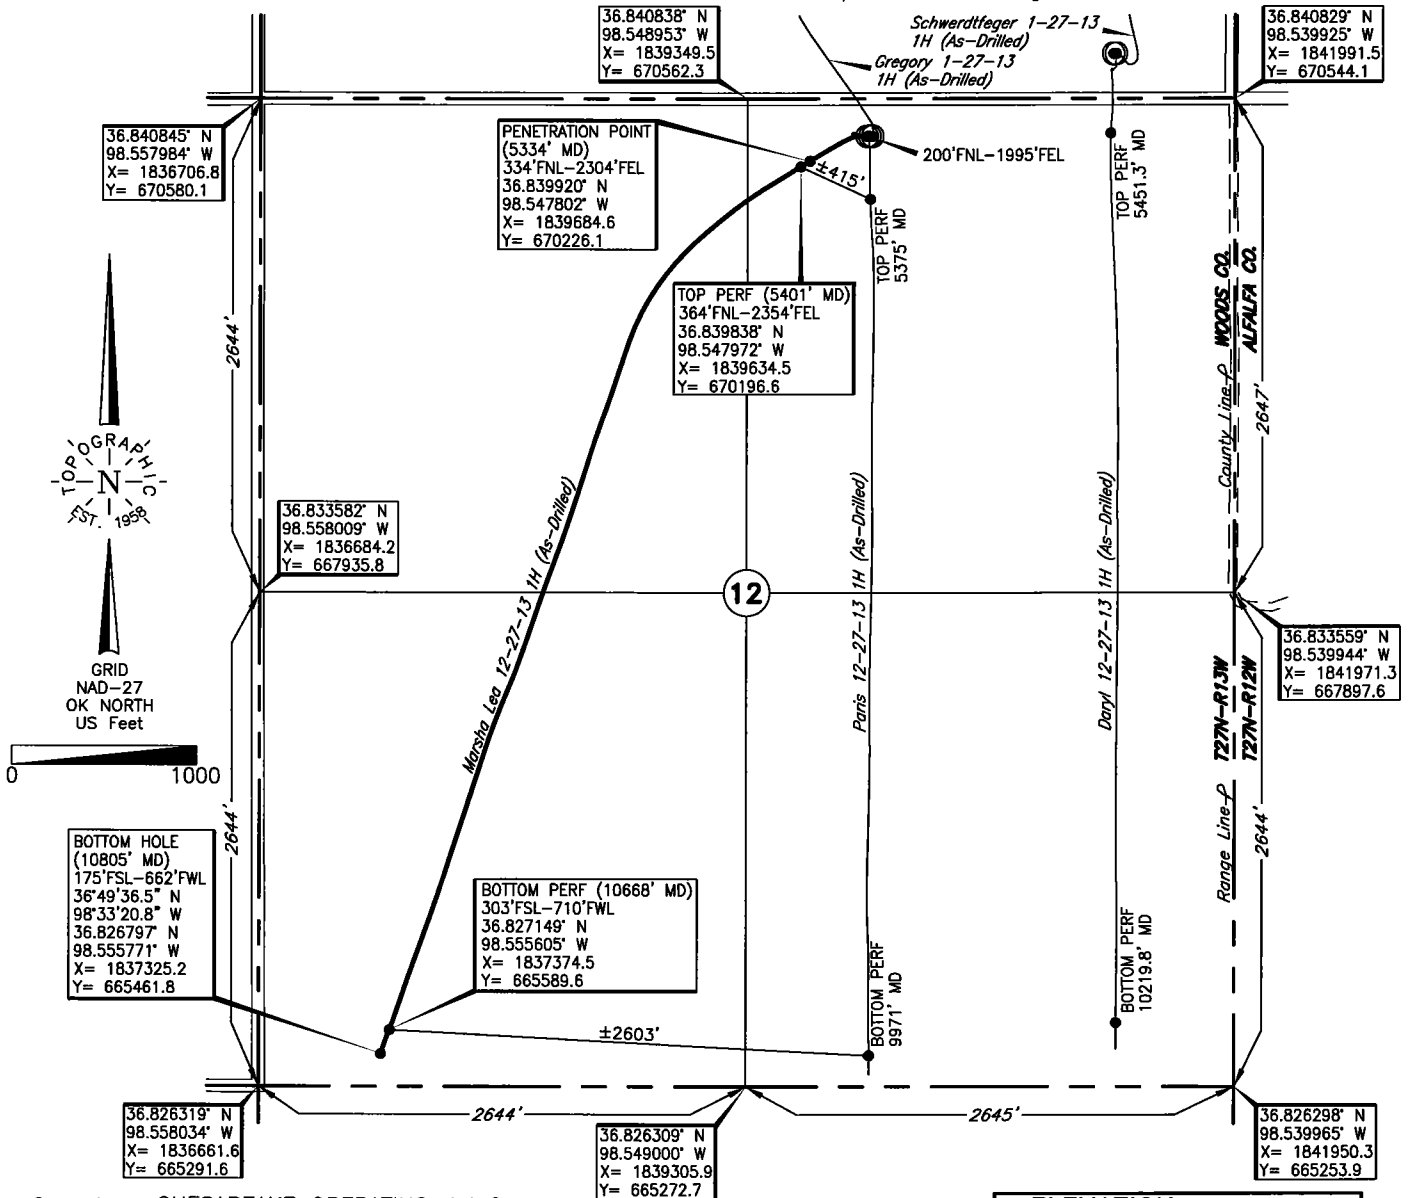 36.840838° N
98.548953° W
X= 1839349.5
Y= 670562.3
Schwerdtfeger 1-27-13
1H (As-Drilled)
Gregory 1-27-13
1H (As-Drilled)
36.840829° N
98.539925° W
X= 1841991.5
Y= 670544.1
36.840845° N
98.557984° W
X= 1836706.8
Y= 670580.1
PENETRATION POINT
(5334' MD)
334'FNL-2304'FEL
36.839920° N
98.547802° W
X= 1839684.6
Y= 670226.1
200'FNL-1995'FEL
±415'
TOP PERF
5375' MD
TOP PERF
5451.3' MD
TOP PERF (5401' MD)
364'FNL-2354'FEL
36.839838° N
98.547972° W
X= 1839634.5
Y= 670196.6
2644'
County Line
WOODS CO.
ALFALFA CO.
2647'
TOPOGRAPHIC
N
EST. 1958
GRID
NAD-27
OK NORTH
US Feet
0 1000
36.833582° N
98.558009° W
X= 1836684.2
Y= 667935.8
Marsha Lea 12-27-13 1H (As-Drilled)
12
Paris 12-27-13 1H (As-Drilled)
Daryl 12-27-13 1H (As-Drilled)
36.833559° N
98.539944° W
X= 1841971.3
Y= 667897.6
Range Line
T27N-R13W
T27N-R12W
2644'
2644'
BOTTOM HOLE
(10805' MD)
175'FSL-662'FWL
36°49'36.5" N
98°33'20.8" W
36.826797° N
98.555771° W
X= 1837325.2
Y= 665461.8
BOTTOM PERF (10668' MD)
303'FSL-710'FWL
36.827149° N
98.555605° W
X= 1837374.5
Y= 665589.6
±2603'
BOTTOM PERF
9971' MD
BOTTOM PERF
10219.8' MD
2644'
2645'
36.826319° N
98.558034° W
X= 1836661.6
Y= 665291.6
36.826309° N
98.549000° W
X= 1839305.9
Y= 665272.7
36.826298° N
98.539965° W
X= 1841950.3
Y= 665253.9